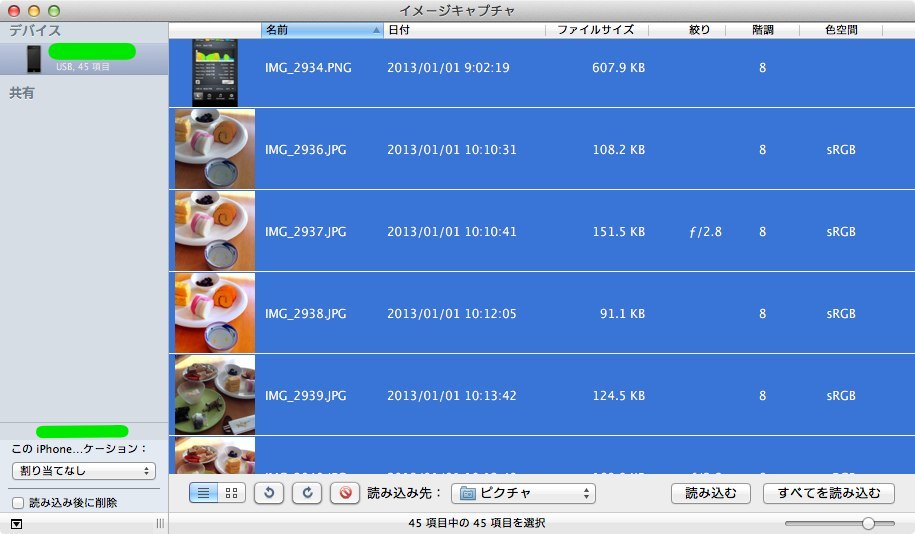 イメージキャプチャ
デバイス
USB, 45 項目
共有
名前 日付 ファイルサイズ 絞り 階調 色空間
IMG_2934.PNG 2013/01/01 9:02:19 607.9 KB 8
IMG_2936.JPG 2013/01/01 10:10:31 108.2 KB 8 sRGB
IMG_2937.JPG 2013/01/01 10:10:41 151.5 KB ƒ/2.8 8 sRGB
IMG_2938.JPG 2013/01/01 10:12:05 91.1 KB 8 sRGB
IMG_2939.JPG 2013/01/01 10:13:42 124.5 KB 8 sRGB
この iPhone...ケーション：
割り当てなし
読み込み後に削除
読み込み先： ピクチャ 読み込む すべてを読み込む
45 項目中の 45 項目を選択